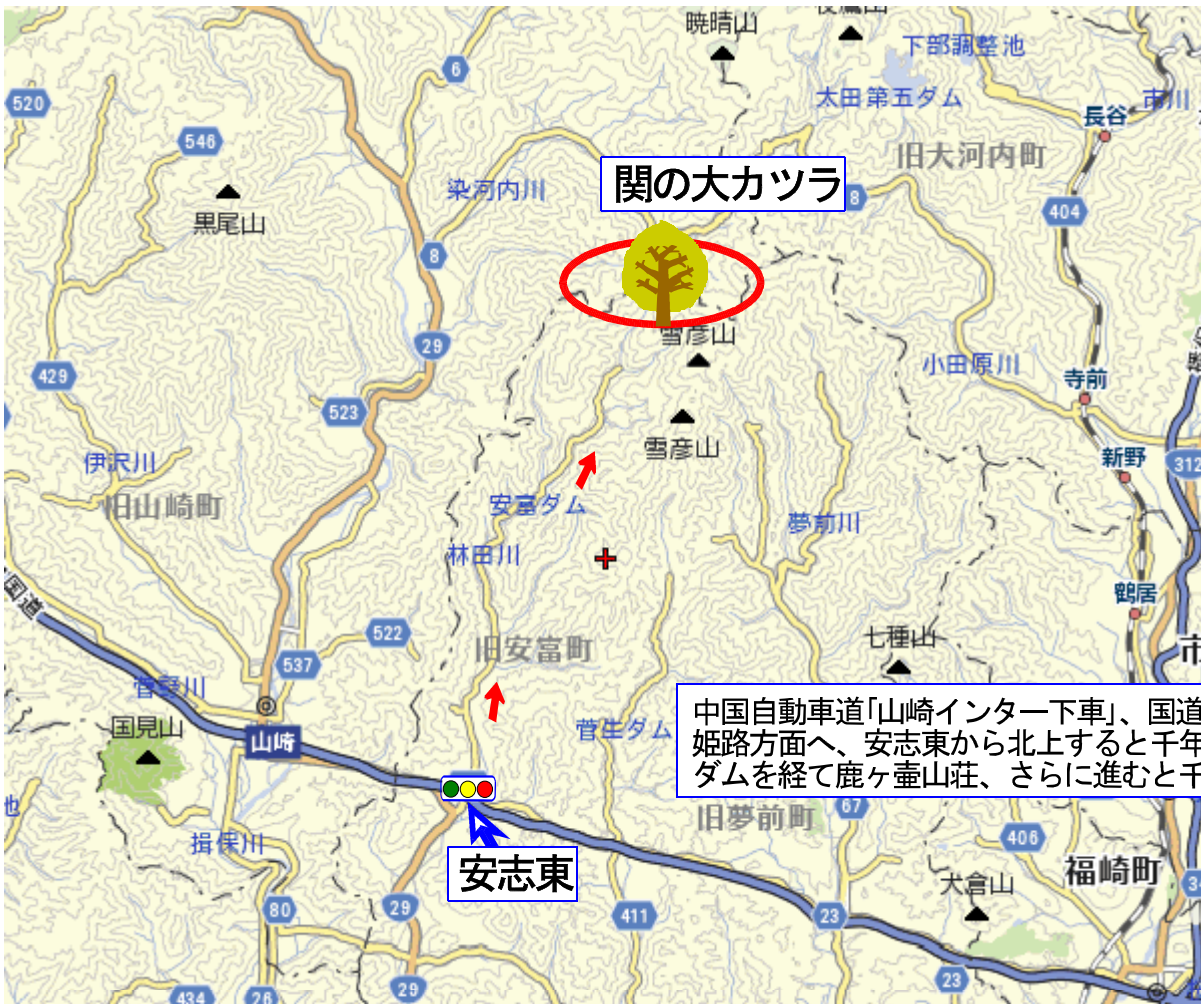 暁晴山
6
下部調整池
520
太田第五ダム
市川
長谷
546
旧大河内町
関の大カツラ
染河内川
8
404
黒尾山
8
29
雪彦山
小田原川
429
寺前
523
雪彦山
伊沢川
新野
312
旧山崎町
安富ダム
夢前川
林田川
国道
鶴居
522
旧安富町
七種山
市
537
菅野川
中国自動車道「山崎インター下車」、国道
姫路方面へ、安志東から北上すると千年
ダムを経て鹿ヶ壷山荘、さらに進むと千
国見山
菅生ダム
山崎
旧夢前町
67
池
406
揖保川
安志東
福崎町
犬倉山
80
29
411
23
23
29
434
26